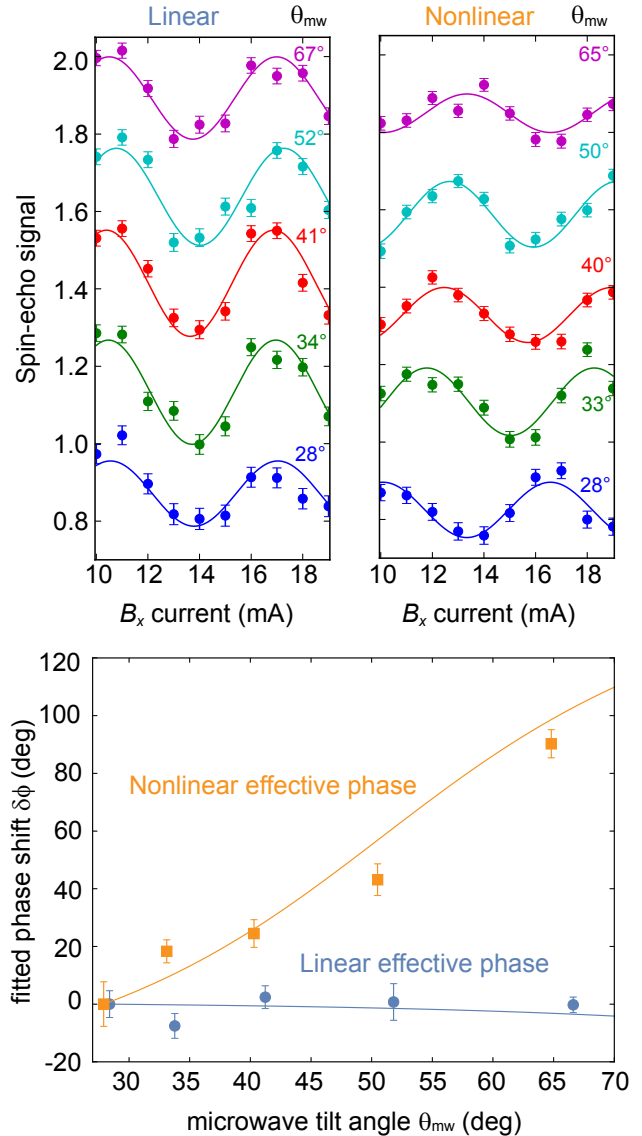 Linear θmw Nonlinear θmw
2.0
1.8
1.6
1.4
1.2
1.0
0.8
Spin-echo signal
67°
52°
41°
34°
28°
10 12 14 16 18
Bx current (mA)
65°
50°
40°
33°
28°
10 12 14 16 18
Bx current (mA)
120
100
80
60
40
20
0
-20
fitted phase shift δϕ (deg)
Nonlinear effective phase
Linear effective phase
30 35 40 45 50 55 60 65 70
microwave tilt angle θmw (deg)